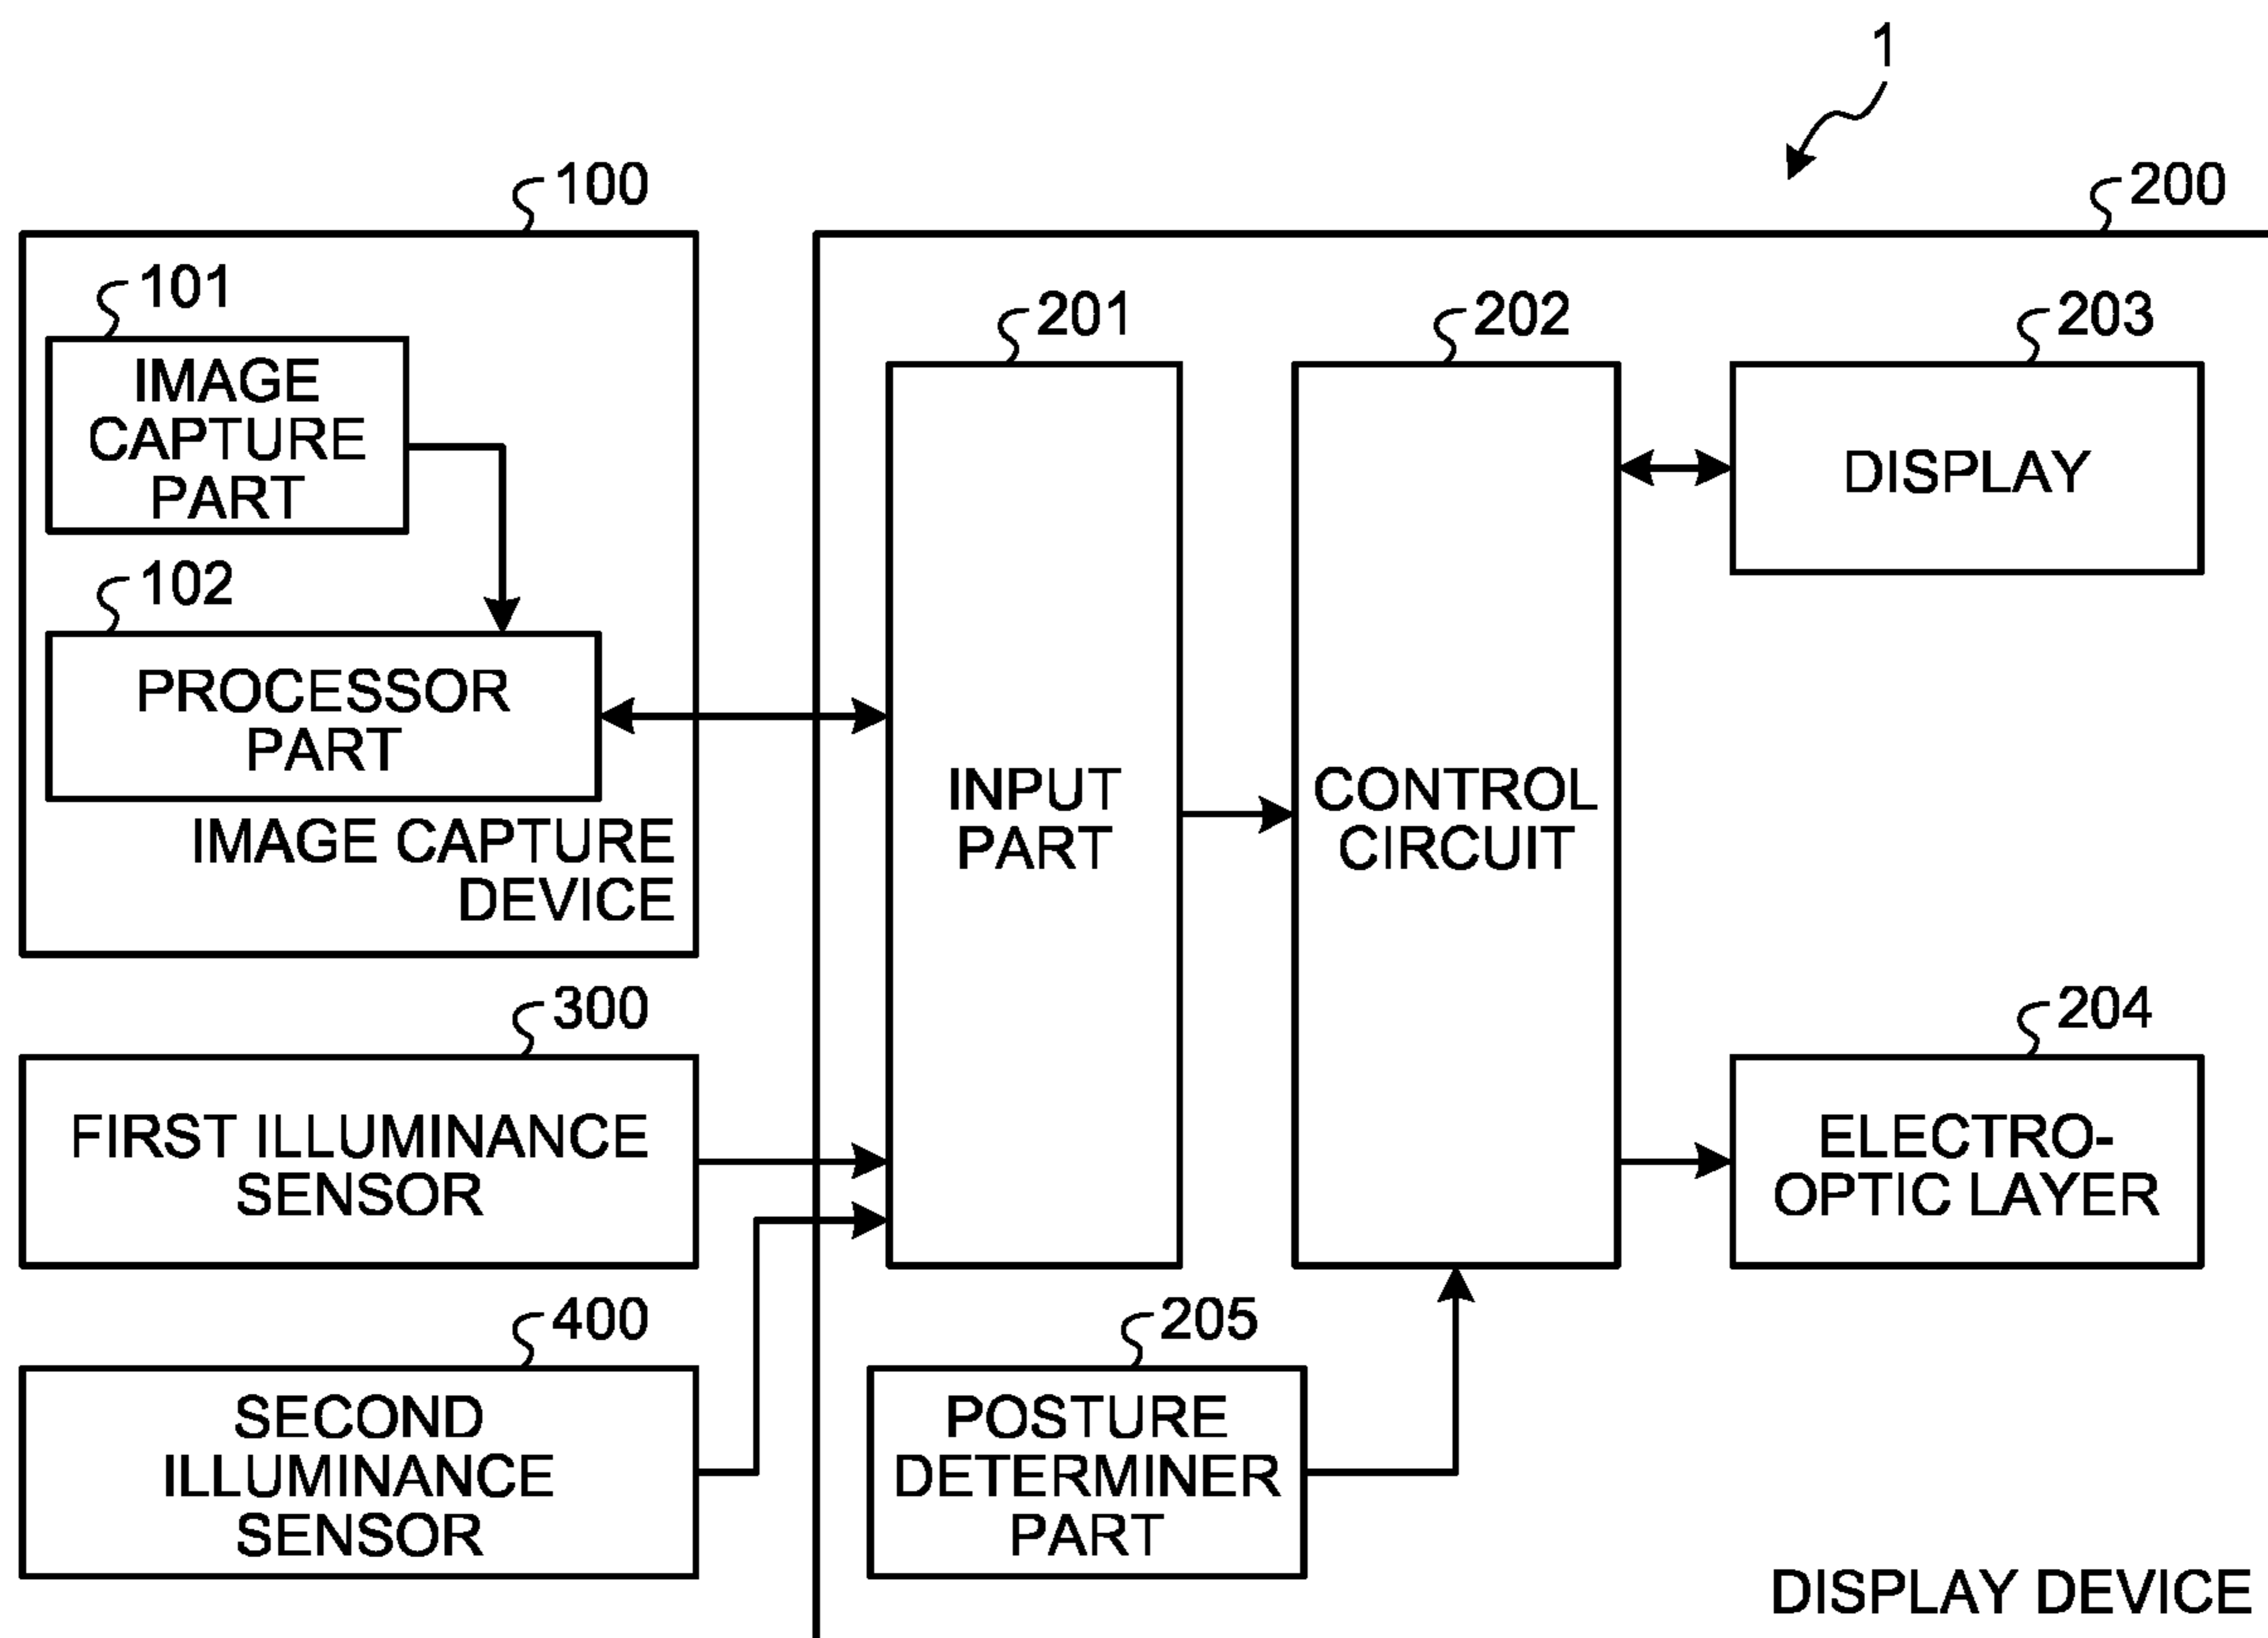 1
100
200
101
IMAGE
CAPTURE
PART
102
PROCESSOR
PART
IMAGE CAPTURE
DEVICE
201
INPUT
PART
202
CONTROL
CIRCUIT
203
DISPLAY
300
FIRST ILLUMINANCE
SENSOR
204
ELECTRO-
OPTIC LAYER
400
SECOND
ILLUMINANCE
SENSOR
205
POSTURE
DETERMINER
PART
DISPLAY DEVICE